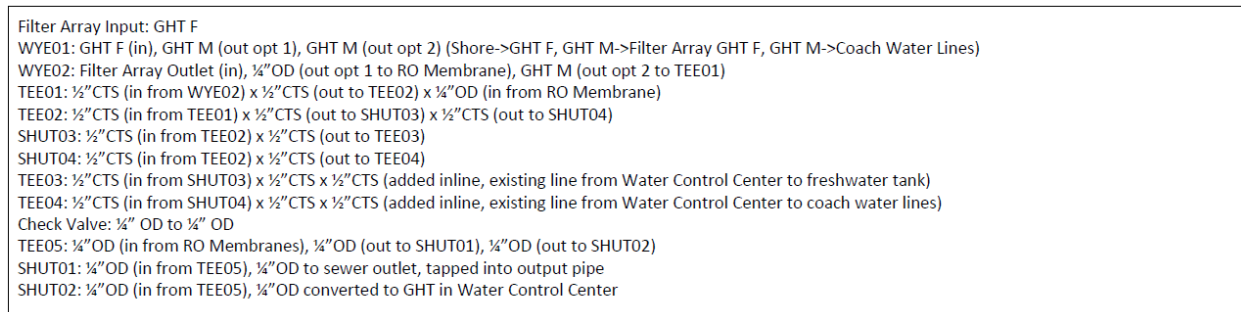 Filter Array Input: GHT F
WYE01: GHT F (in), GHT M (out opt 1), GHT M (out opt 2) (Shore->GHT F, GHT M->Filter Array GHT F, GHT M->Coach Water Lines)
WYE02: Filter Array Outlet (in), ¼”OD (out opt 1 to RO Membrane), GHT M (out opt 2 to TEE01)
TEE01: ½”CTS (in from WYE02) x ½”CTS (out to TEE02) x ¼”OD (in from RO Membrane)
TEE02: ½”CTS (in from TEE01) x ½”CTS (out to SHUT03) x ½”CTS (out to SHUT04)
SHUT03: ½”CTS (in from TEE02) x ½”CTS (out to TEE03)
SHUT04: ½”CTS (in from TEE02) x ½”CTS (out to TEE04)
TEE03: ½”CTS (in from SHUT03) x ½”CTS x ½”CTS (added inline, existing line from Water Control Center to freshwater tank)
TEE04: ½”CTS (in from SHUT04) x ½”CTS x ½”CTS (added inline, existing line from Water Control Center to coach water lines)
Check Valve: ¼” OD to ¼” OD
TEE05: ¼”OD (in from RO Membranes), ¼”OD (out to SHUT01), ¼”OD (out to SHUT02)
SHUT01: ¼”OD (in from TEE05), ¼”OD to sewer outlet, tapped into output pipe
SHUT02: ¼”OD (in from TEE05), ¼”OD converted to GHT in Water Control Center